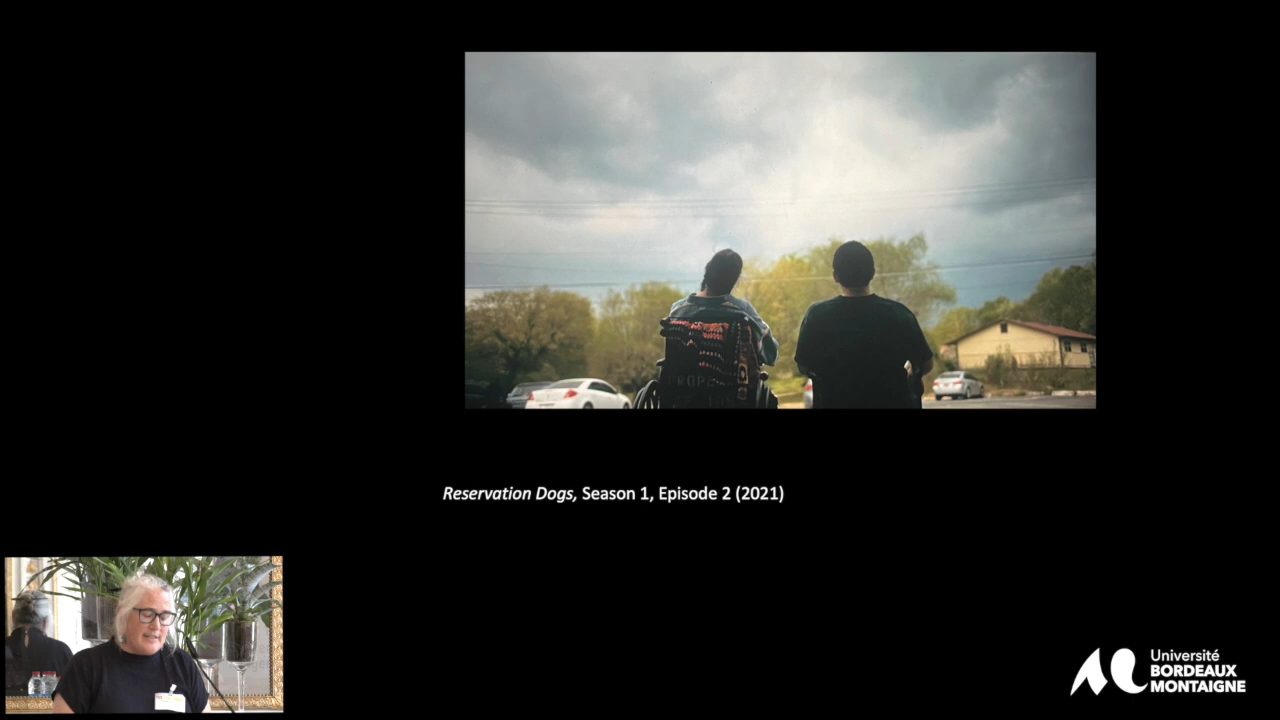 Reservation Dogs, Season 1, Episode 2 (2021)
Université
BORDEAUX
MONTAIGNE